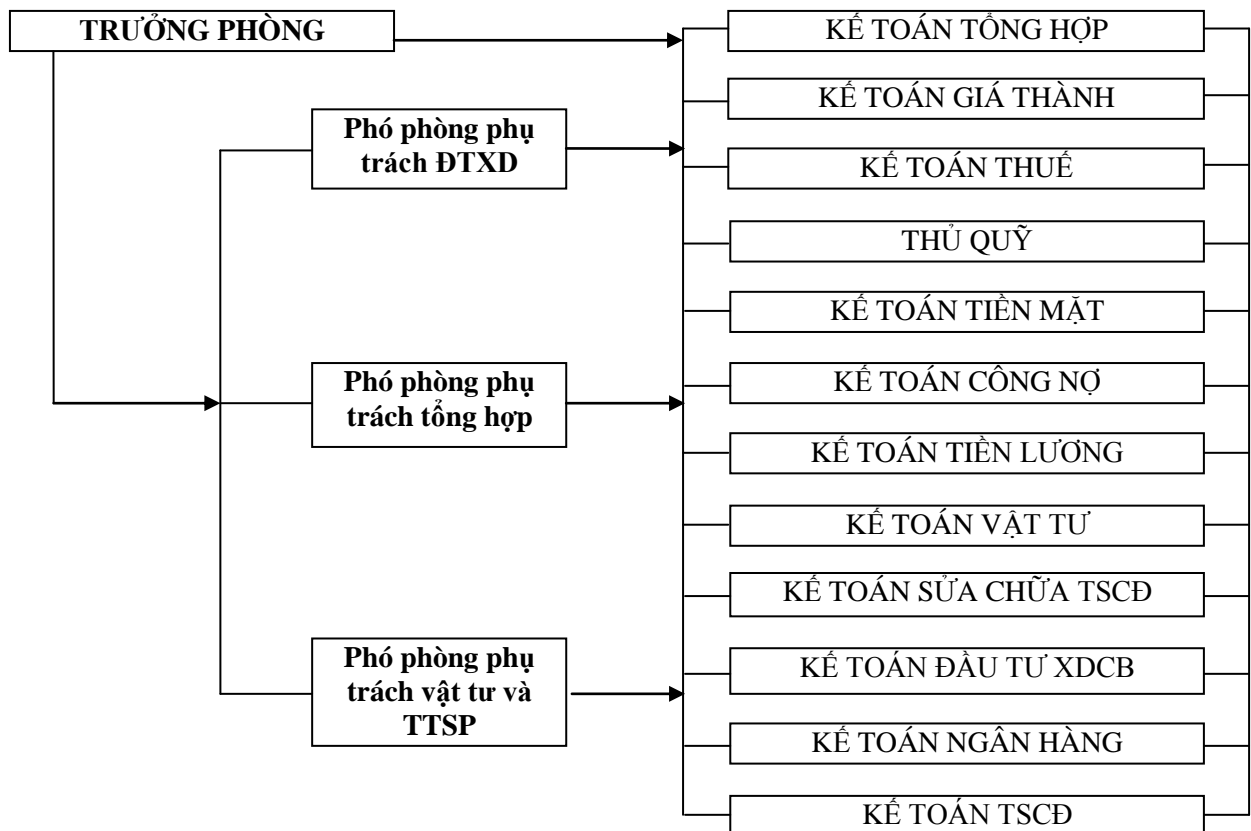 TRƯỞNG PHÒNG
Phó phòng phụ
trách ĐTXD
Phó phòng phụ
trách tổng hợp
Phó phòng phụ
trách vật tư và
TTSP
KẾ TOÁN TỔNG HỢP
KẾ TOÁN GIÁ THÀNH
KẾ TOÁN THUẾ
THỦ QUỸ
KẾ TOÁN TIỀN MẶT
KẾ TOÁN CÔNG NỢ
KẾ TOÁN TIỀN LƯƠNG
KẾ TOÁN VẬT TƯ
KẾ TOÁN SỬA CHỮA TSCĐ
KẾ TOÁN ĐẦU TƯ XDCB
KẾ TOÁN NGÂN HÀNG
KẾ TOÁN TSCĐ